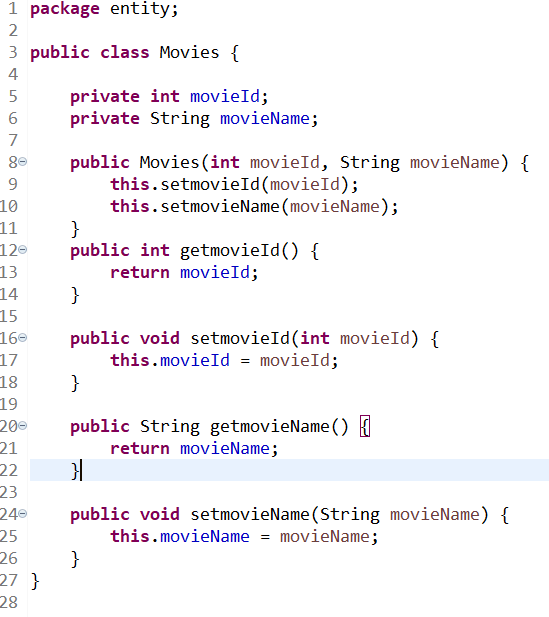 1 package entity;
2
3 public class Movies {
4
5     private int movieId;
6     private String movieName;
7
8     public Movies(int movieId, String movieName) {
9         this.setmovieId(movieId);
10         this.setmovieName(movieName);
11     }
12     public int getmovieId() {
13         return movieId;
14     }
15
16     public void setmovieId(int movieId) {
17         this.movieId = movieId;
18     }
19
20     public String getmovieName() {
21         return movieName;
22     }
23
24     public void setmovieName(String movieName) {
25         this.movieName = movieName;
26     }
27 }
28